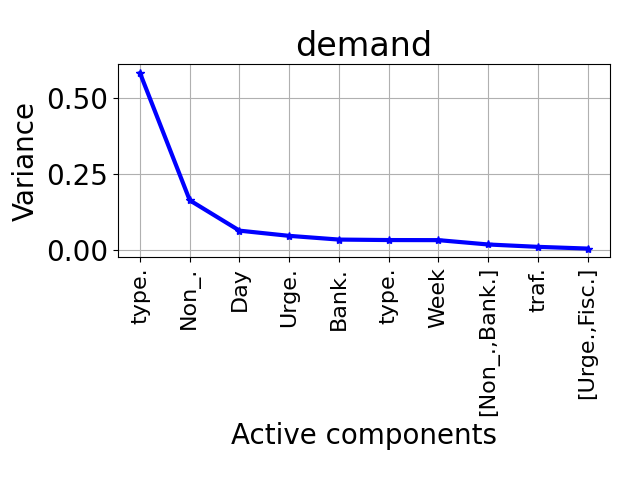 demand
Variance
0.50
0.25
0.00
type.
Non_.
Day
Urge.
Bank.
type.
Week
[Non_.,Bank.]
traf.
[Urge.,Fisc.]
Active components